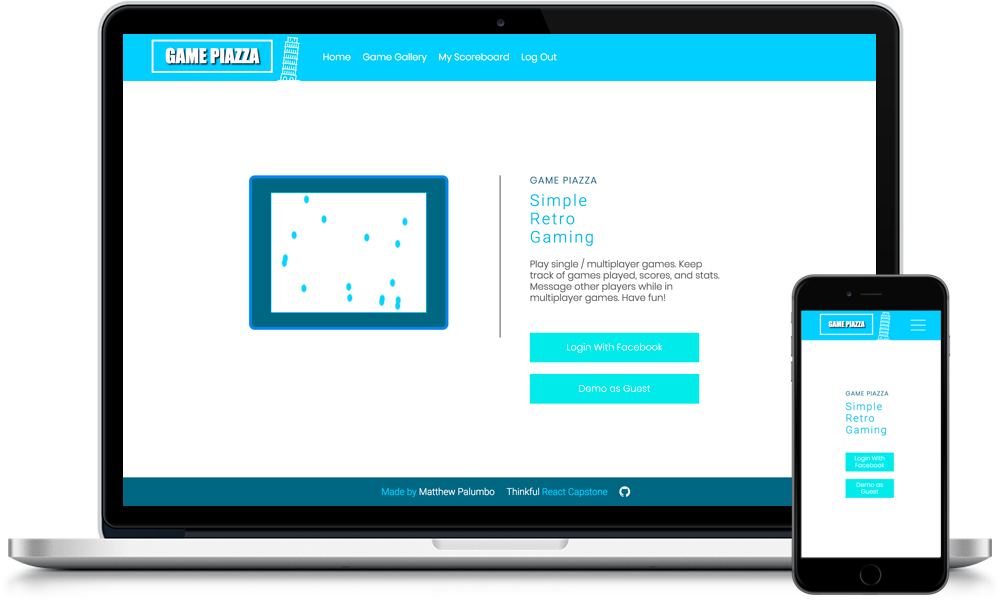 GAME PIAZZA
Home Game Gallery My Scoreboard Log Out
GAME PIAZZA
Simple
Retro
Gaming
Play single / multiplayer games. Keep
track of games played, scores, and stats.
Message other players while in
multiplayer games. Have fun!
Login With Facebook
Demo as Guest
Made by Matthew Palumbo Thinkful React Capstone
GAME PIAZZA
GAME PIAZZA
Simple
Retro
Gaming
Login With
Facebook
Demo as
Guest